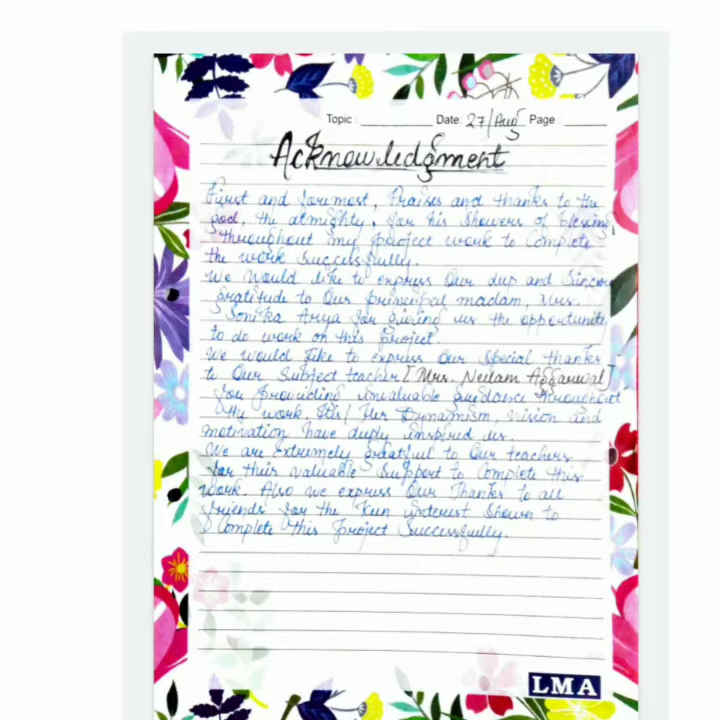 Topic : Date 27/Aug Page :
Acknowledgment
First and foremost, Praises and thanks to the
god, the almighty, for his showers of blessing
throughout my project work to Complete
the work Successfully.
We Would like to express Our deep and Sincere
gratitude to Our principal madam, Mrs.
Sonika Arya for giving us the opportunity
to do work on this project.
We would like to express Our Special thanks
to Our Subject teacher [Mrs. Neelam Aggarwal]
for providing invaluable guidance throughout
the work. His/Her Dynamism, vision and
motivation have deeply inspired us.
We are extremely greatful to Our teachers
for their valuable Support to Complete this
work. Also we express Our Thanks to all
friends for the Keen interest Shown to
Complete this Project Successfully.
LMA